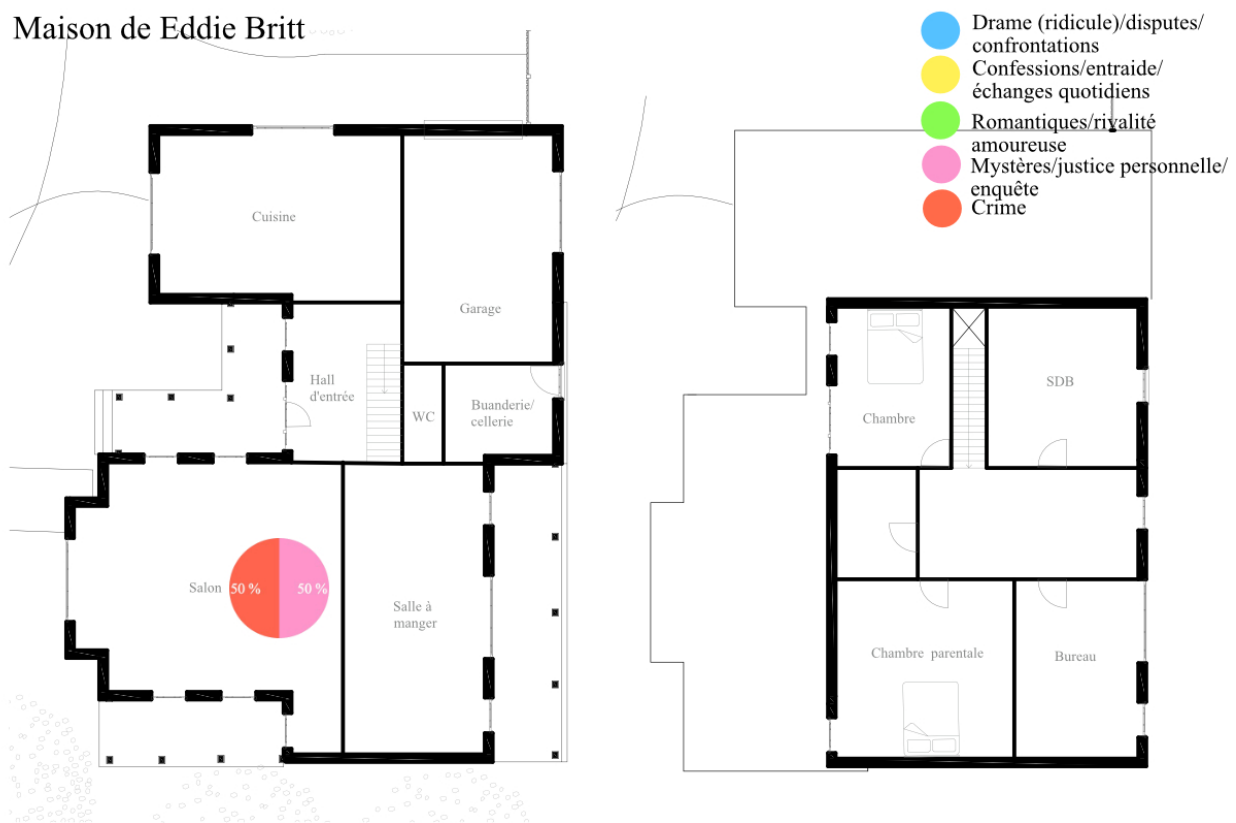 Maison de Eddie Britt
Drame (ridicule)/disputes/
confrontations
Confessions/entraide/
échanges quotidiens
Romantiques/rivalité
amoureuse
Mystères/justice personnelle/
enquête
Crime
Cuisine
Garage
Hall
d'entrée
WC
Buanderie/
cellerie
Salon
50 %
50 %
Salle à
manger
Chambre
SDB
Chambre parentale
Bureau